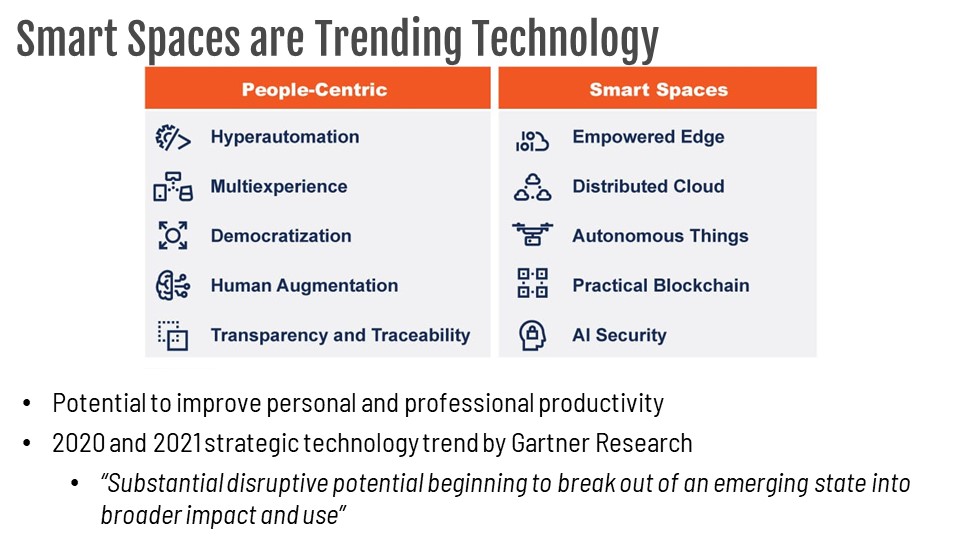 Smart Spaces are Trending Technology
People-Centric
Hyperautomation
Multiexperience
Democratization
Human Augmentation
Transparency and Traceability
Smart Spaces
Empowered Edge
Distributed Cloud
Autonomous Things
Practical Blockchain
AI Security
• Potential to improve personal and professional productivity
• 2020 and 2021 strategic technology trend by Gartner Research
• “Substantial disruptive potential beginning to break out of an emerging state into
broader impact and use”